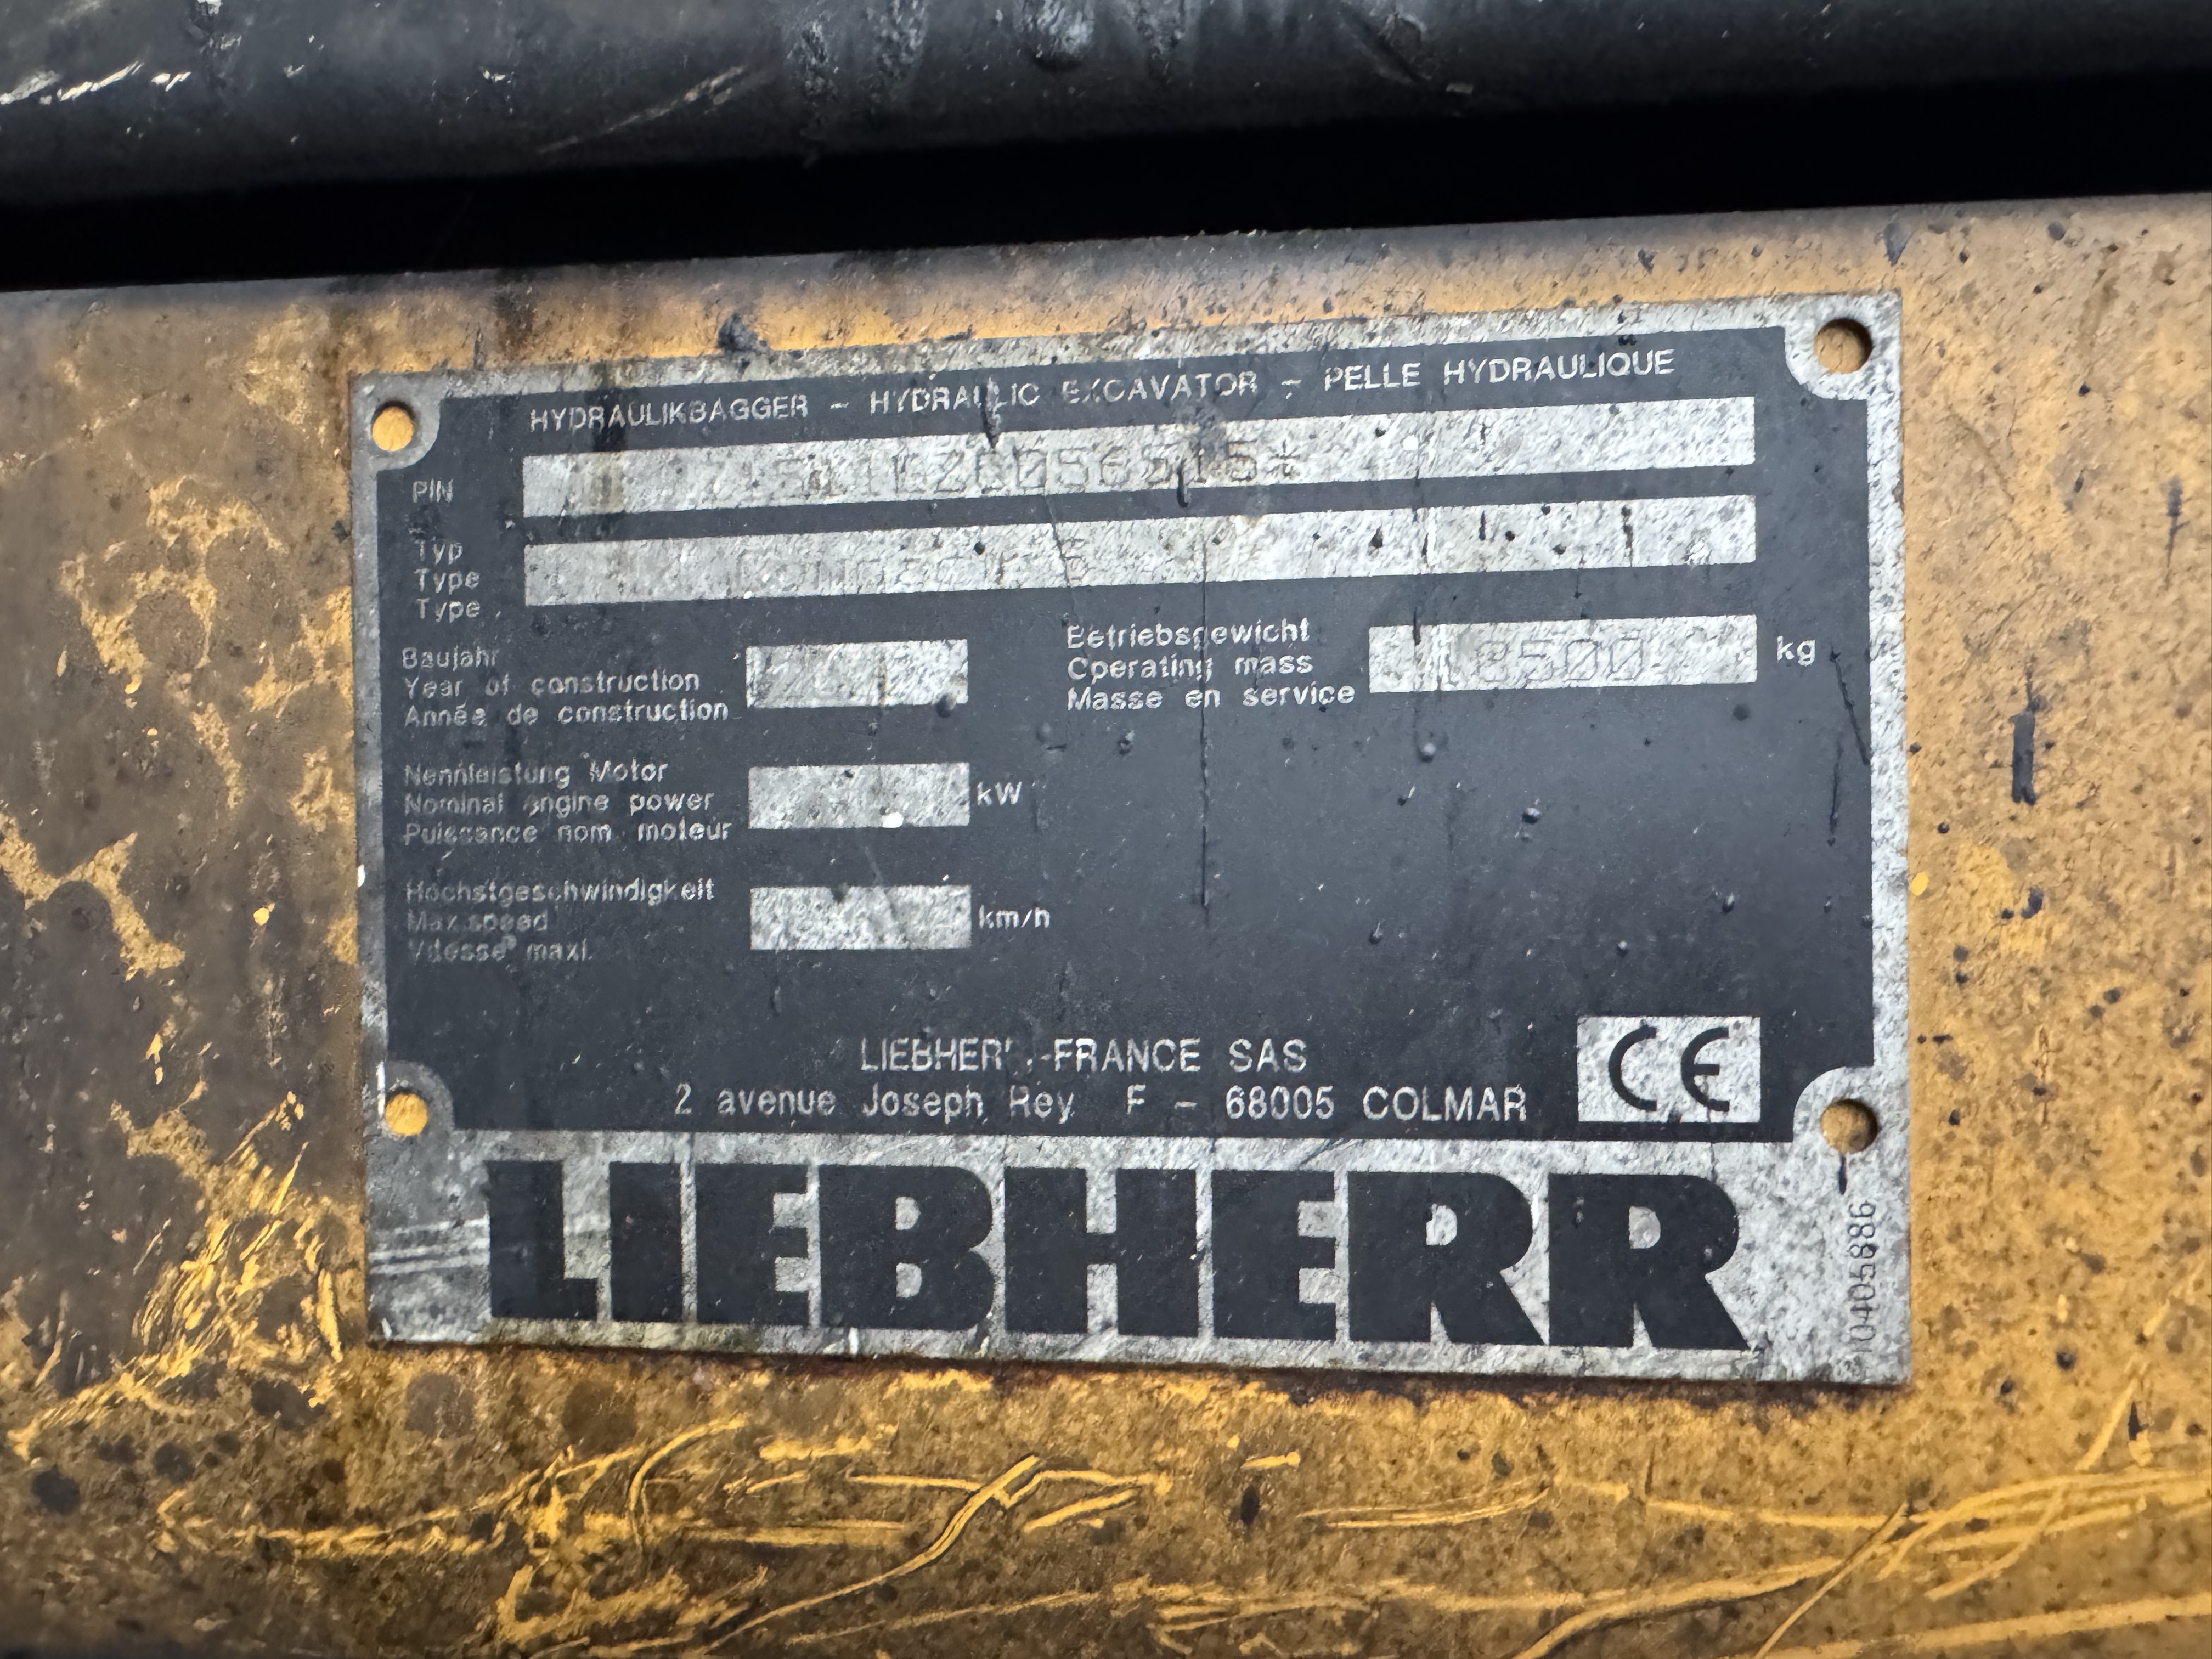 HYDRAULIKBAGGER - HYDRAULIC EXCAVATOR - PELLE HYDRAULIQUE
PIN
Typ
Type
Type
Baujahr
Year of construction
Année de construction
Betriebsgewicht
Operating mass
Masse en service
18500 kg
Nennleistung Motor
Nominal engine power
Puissance nom. moteur
kW
Höchstgeschwindigkeit
Max.speed
Vitesse maxi.
km/h
LIEBHERR-FRANCE SAS
2 avenue Joseph Rey F - 68005 COLMAR
CE
LIEBHERR
10405886